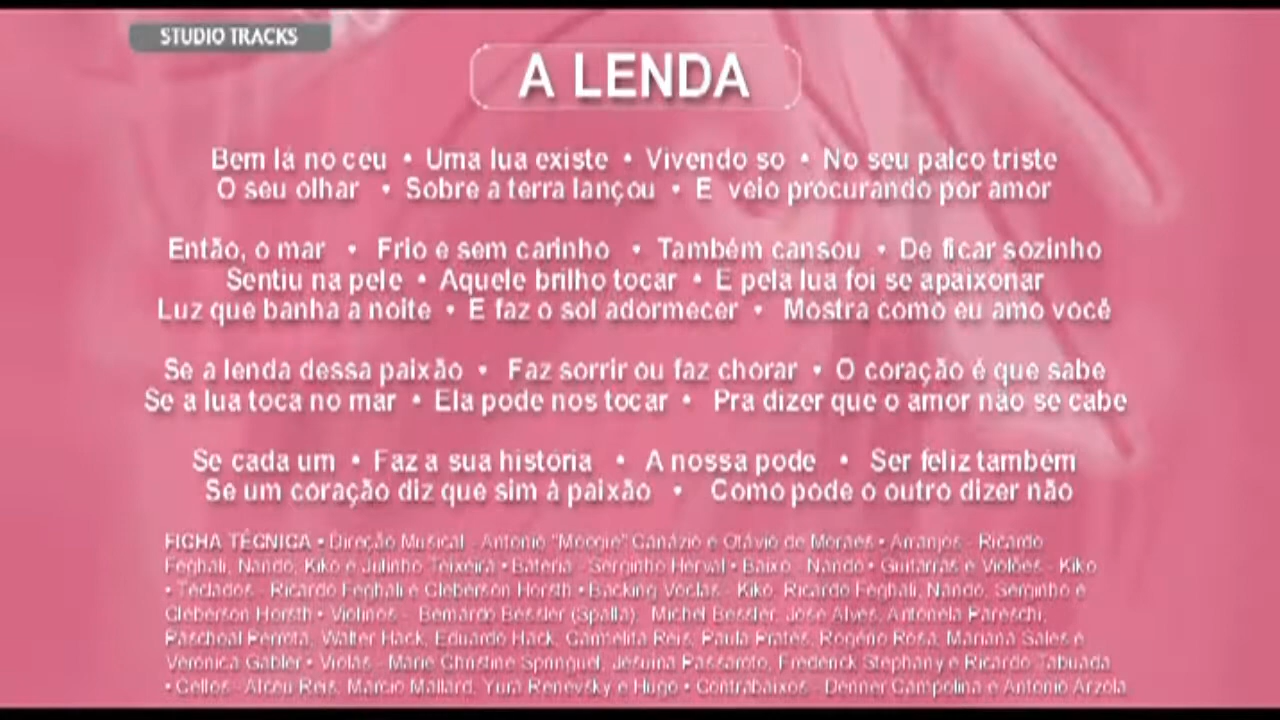 STUDIO TRACKS
A LENDA
Bem lá no céu • Uma lua existe • Vivendo so • No seu palco triste
O seu olhar • Sobre a terra lançou • E veio procurando por amor
Então, o mar • Frio e sem carinho • Também cansou • De ficar sozinho
Sentiu na pele • Aquele brilho tocar • E pela lua foi se apaixonar
Luz que banha a noite • E faz o sol adormecer • Mostra como eu amo você
Se a lenda dessa paixão • Faz sorrir ou faz chorar • O coração é que sabe
Se a lua toca no mar • Ela pode nos tocar • Pra dizer que o amor não se cabe
Se cada um • Faz a sua história • A nossa pode • Ser feliz também
Se um coração diz que sim à paixão • Como pode o outro dizer não
FICHA TÉCNICA • Direção Musical - Antonio "Moogie" Canázio e Otávio de Moraes • Arranjos - Ricardo
Feghali, Nando, Kiko e Julinho Teixeira • Bateria - Serginho Herval • Baixo - Nando • Guitarras e Violões - Kiko
• Teclados - Ricardo Feghali e Cleberson Horsth • Backing Voclas - Kiko, Ricardo Feghali, Nando, Serginho e
Cleberson Horsth • Violinos - Bernardo Bessler (Spalla), Michel Bessler, José Alves, Antonela Pareschi,
Paschoal Perrota, Walter Hack, Eduardo Hack, Carmelita Reis, Paula Prates, Rogério Rosa, Mariana Sales e
Veronica Gabler • Violas - Marie Christine Springuel, Jesuina Passaroto, Frederick Stephany e Ricardo Tabuada
• Cellos - Alceu Reis, Marcio Mallard, Yura Renevsky e Hugo • Contrabaixos - Denner Campolina e Antonio Arzola